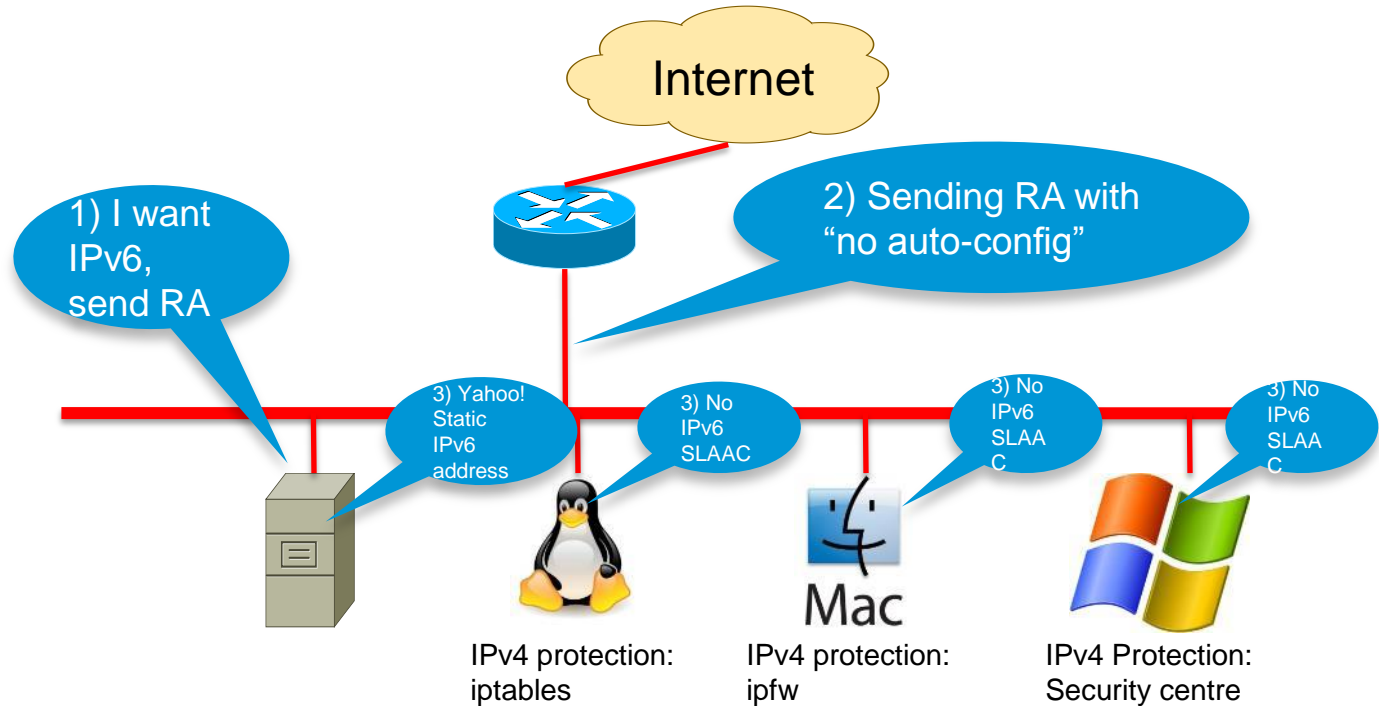 Internet
1) I want
IPv6,
send RA
2) Sending RA with
“no auto-config”
3) Yahoo!
Static
IPv6
address
3) No
IPv6
SLAAC
3) No
IPv6
SLAA
C
3) No
IPv6
SLAA
C
Mac
IPv4 protection:
iptables
IPv4 protection:
ipfw
IPv4 Protection:
Security centre